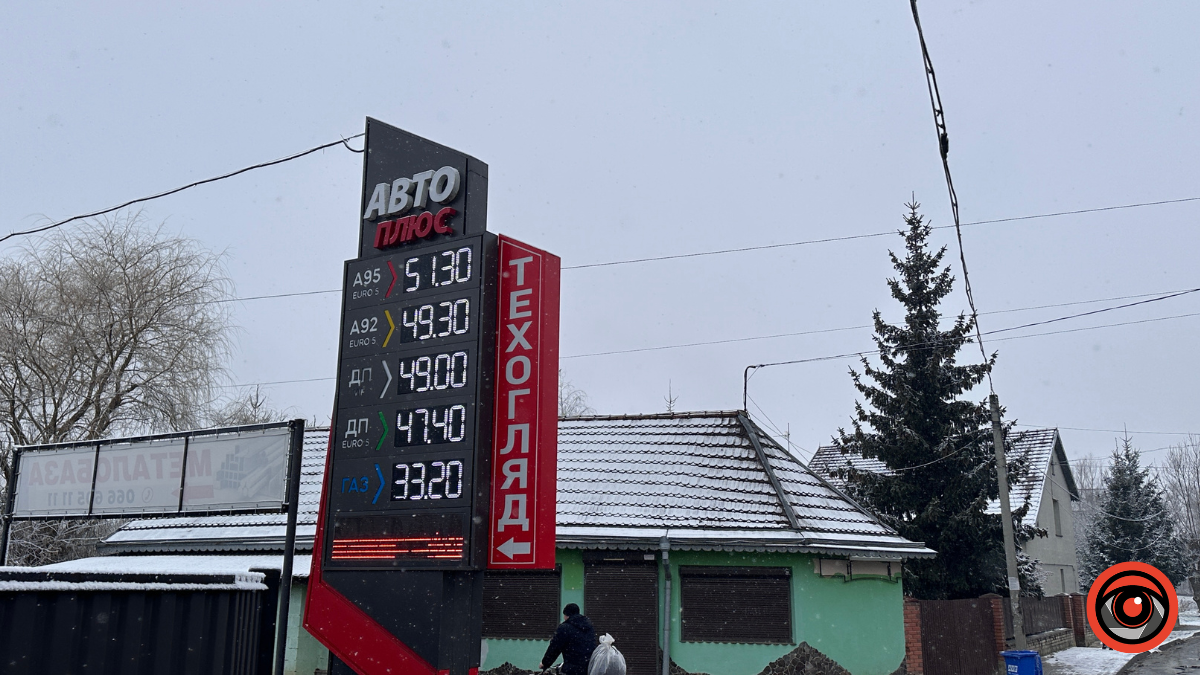 АВТО
ПЛЮС
А95
EURO 5
51.30
А92
EURO 5
49.30
ДП
49.00
ДП
EURO 5
47.40
ГАЗ
33.20
ТЕХОГЛЯД
МЕТАЛОБАЗА